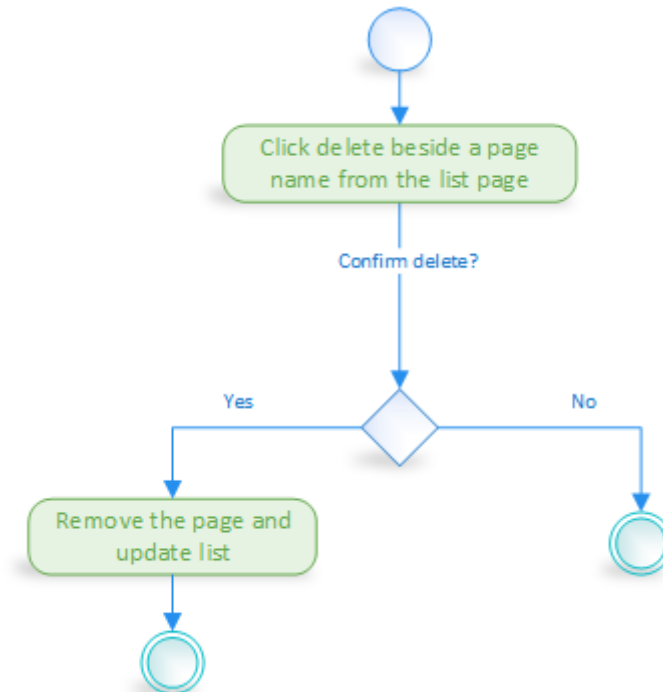 Click delete beside a page
name from the list page
Confirm delete?
Yes
No
Remove the page and
update list